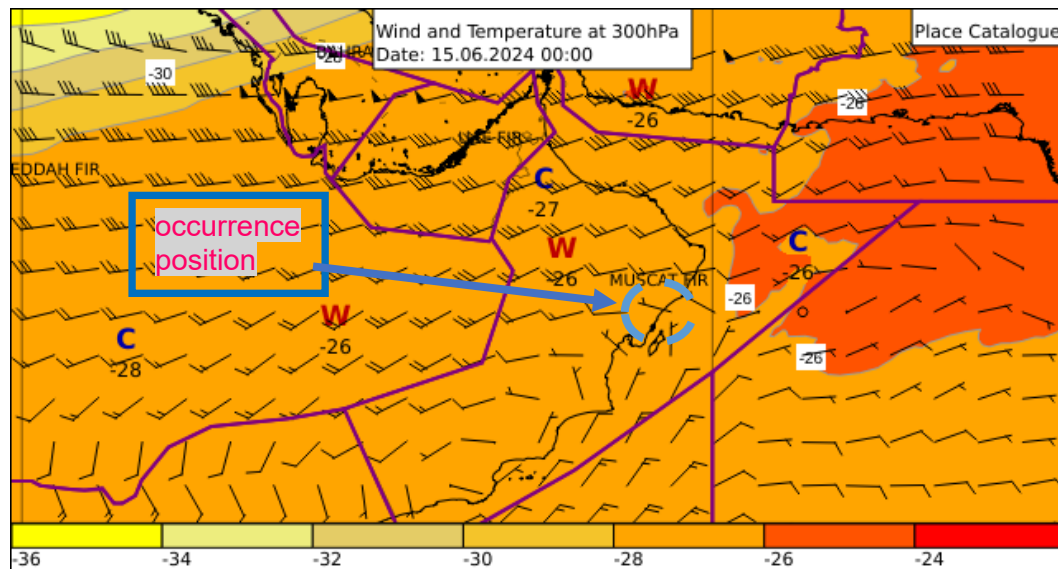 Wind and Temperature at 300hPa
Date: 15.06.2024 00:00
Place Catalogue
-30
-28
W
-26
-26
EDDAH FIR
C
-27
occurrence
position
W
-26
MUSCAT FIR
C
-26
-26
W
-26
C
-28
-26
-36 -34 -32 -30 -28 -26 -24